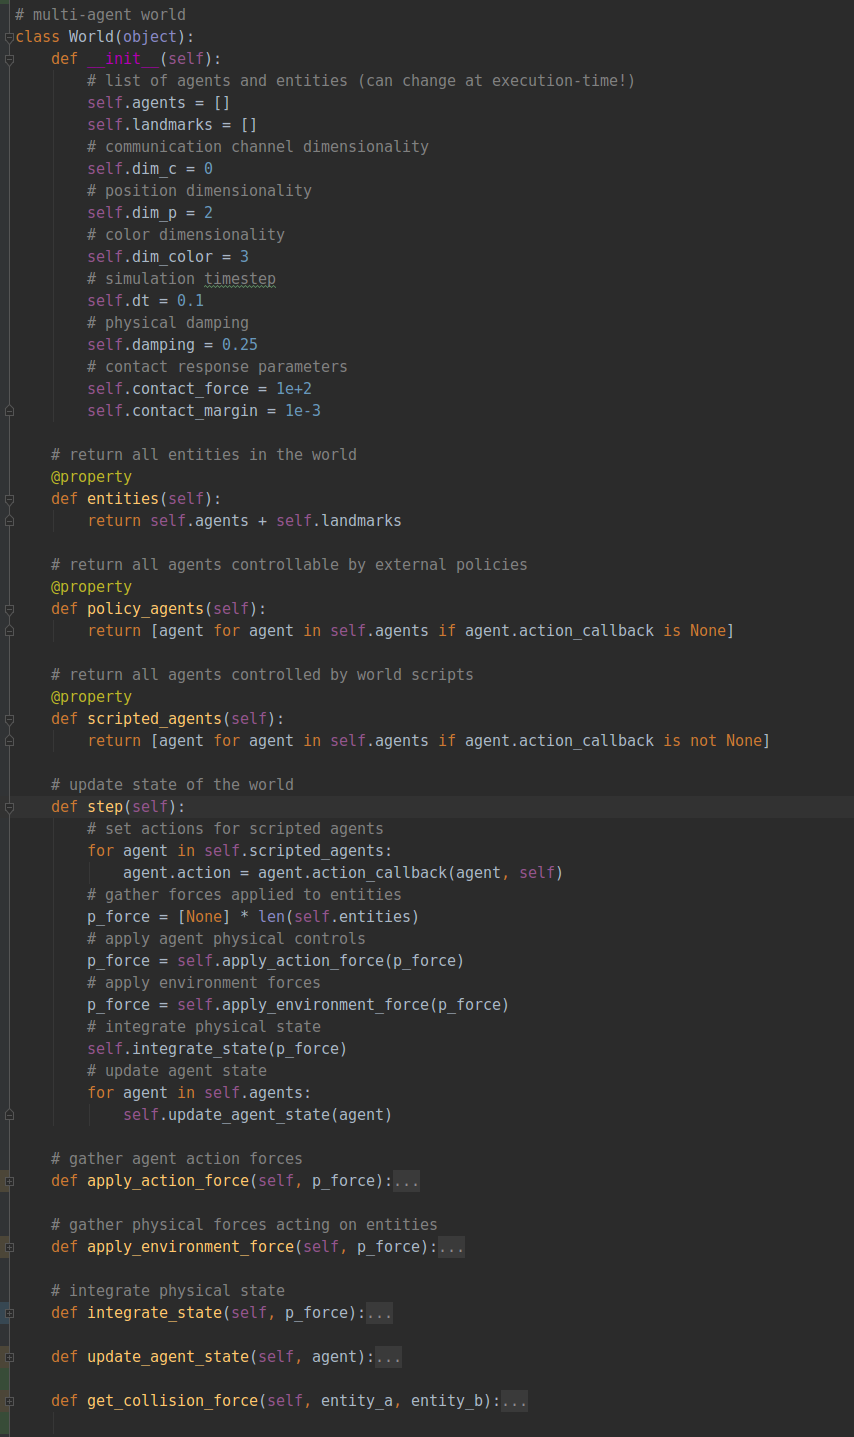 # multi-agent world
class World(object):
    def __init__(self):
        # list of agents and entities (can change at execution-time!)
        self.agents = []
        self.landmarks = []
        # communication channel dimensionality
        self.dim_c = 0
        # position dimensionality
        self.dim_p = 2
        # color dimensionality
        self.dim_color = 3
        # simulation timestep
        self.dt = 0.1
        # physical damping
        self.damping = 0.25
        # contact response parameters
        self.contact_force = 1e+2
        self.contact_margin = 1e-3

    # return all entities in the world
    @property
    def entities(self):
        return self.agents + self.landmarks

    # return all agents controllable by external policies
    @property
    def policy_agents(self):
        return [agent for agent in self.agents if agent.action_callback is None]

    # return all agents controlled by world scripts
    @property
    def scripted_agents(self):
        return [agent for agent in self.agents if agent.action_callback is not None]

    # update state of the world
    def step(self):
        # set actions for scripted agents
        for agent in self.scripted_agents:
            agent.action = agent.action_callback(agent, self)
        # gather forces applied to entities
        p_force = [None] * len(self.entities)
        # apply agent physical controls
        p_force = self.apply_action_force(p_force)
        # apply environment forces
        p_force = self.apply_environment_force(p_force)
        # integrate physical state
        self.integrate_state(p_force)
        # update agent state
        for agent in self.agents:
            self.update_agent_state(agent)

    # gather agent action forces
    def apply_action_force(self, p_force):...

    # gather physical forces acting on entities
    def apply_environment_force(self, p_force):...

    # integrate physical state
    def integrate_state(self, p_force):...

    def update_agent_state(self, agent):...

    def get_collision_force(self, entity_a, entity_b):...